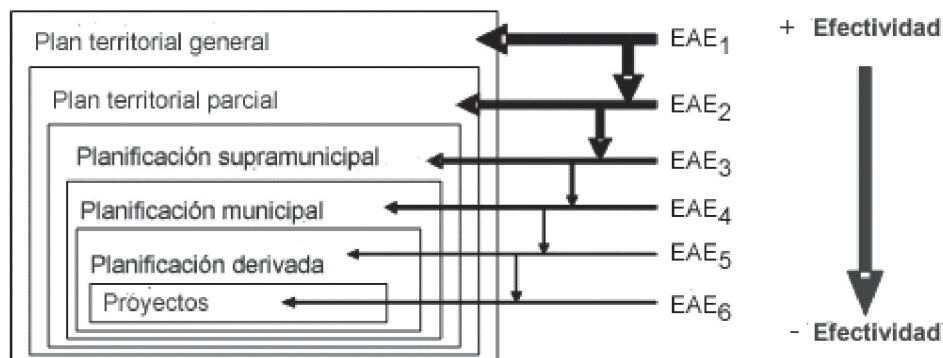 Plan territorial general
EAE1
+ Efectividad
Plan territorial parcial
EAE2
Planificación supramunicipal
EAE3
Planificación municipal
EAE4
Planificación derivada
EAE5
Proyectos
EAE6
- Efectividad